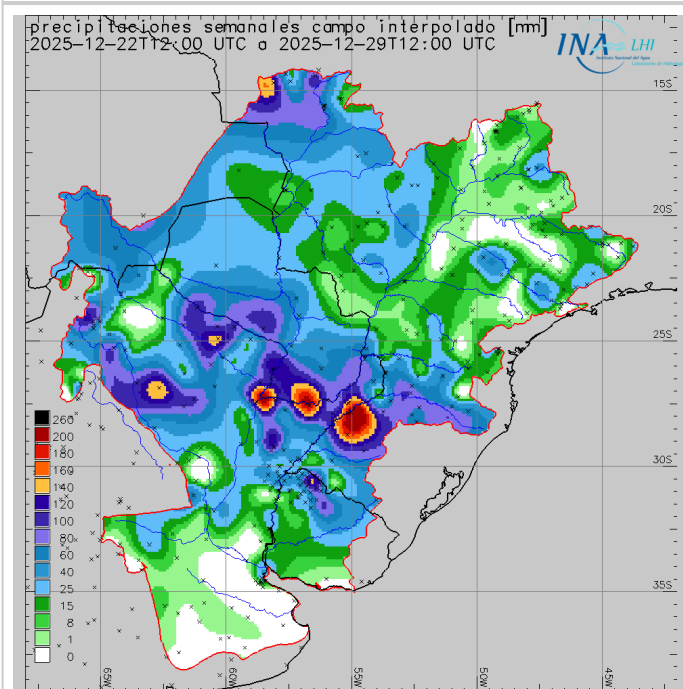 precipitaciones semanales campo interpolado [mm]
2025-12-22T12:00 UTC a 2025-12-29T12:00 UTC
INA LHI
Instituto Nacional del Agua
15S
20S
25S
30S
35S
260
200
180
160
140
120
100
80
60
40
25
15
8
1
0
65W
60W
55W
50W
45W